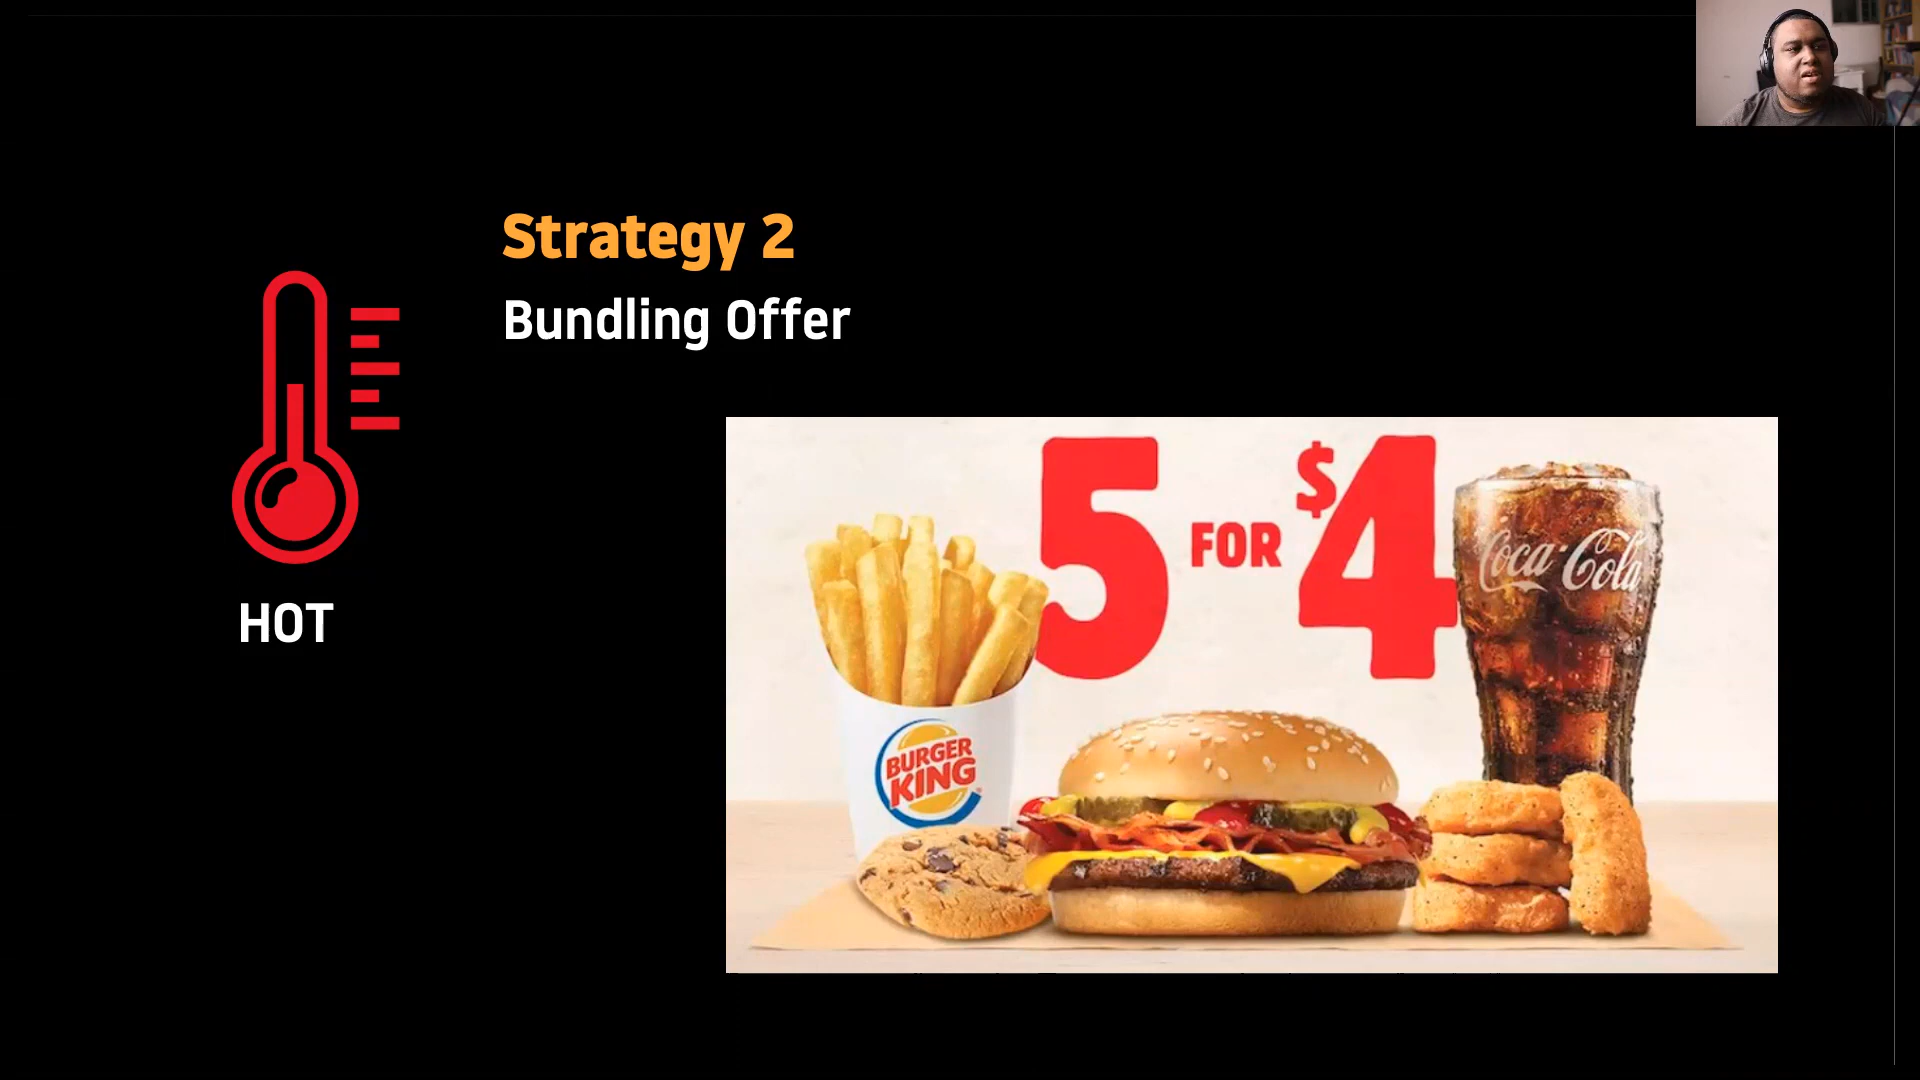 Strategy 2
Bundling Offer
HOT
5 FOR $4
Coca-Cola
BURGER
KING